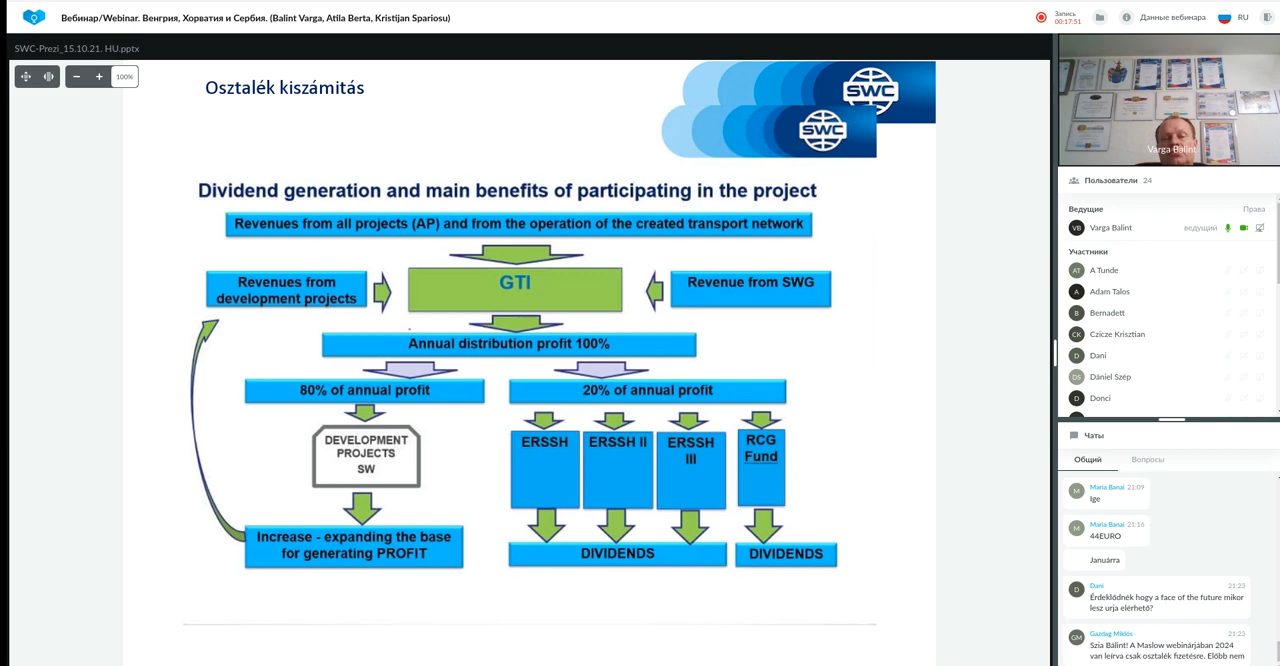 Вебинар/Webinar. Венгрия, Хорватия и Сербия. (Balint Varga, Atila Berta, Kristijan Spariosu)
Запись
00:17:51
Данные вебинара
RU
SWC-Prezi_15.10.21. HU.pptx
100%
Osztalék kiszámitás
SWC
SWC
Dividend generation and main benefits of participating in the project
Revenues from all projects (AP) and from the operation of the created transport network
Revenues from
development projects
GTI
Revenue from SWG
Annual distribution profit 100%
80% of annual profit
20% of annual profit
DEVELOPMENT
PROJECTS
SW
ERSSH
ERSSH II
ERSSH
III
RCG
Fund
Increase - expanding the base
for generating PROFIT
DIVIDENDS
DIVIDENDS
Varga Balint
Пользователи 24
Ведущие
Права
VB
Varga Balint
ведущий
Участники
AT
A Tunde
A
Adam Talos
B
Bernadett
CK
Czicze Krisztian
D
Dani
DS
Dániel Szép
D
Donci
Чаты
Общий
Вопросы
M
Maria Banai 21:09
Ige
M
Maria Banai 21:16
44EURO
Januárra
D
Dani 21:23
Érdeklődnék hogy a face of the future mikor
lesz urja elérhető?
GM
Gazdag Miklós 21:23
Szia Bálint! A Maslow webinárjában 2024
van leírva csak osztalék fizetésre. Előbb nem